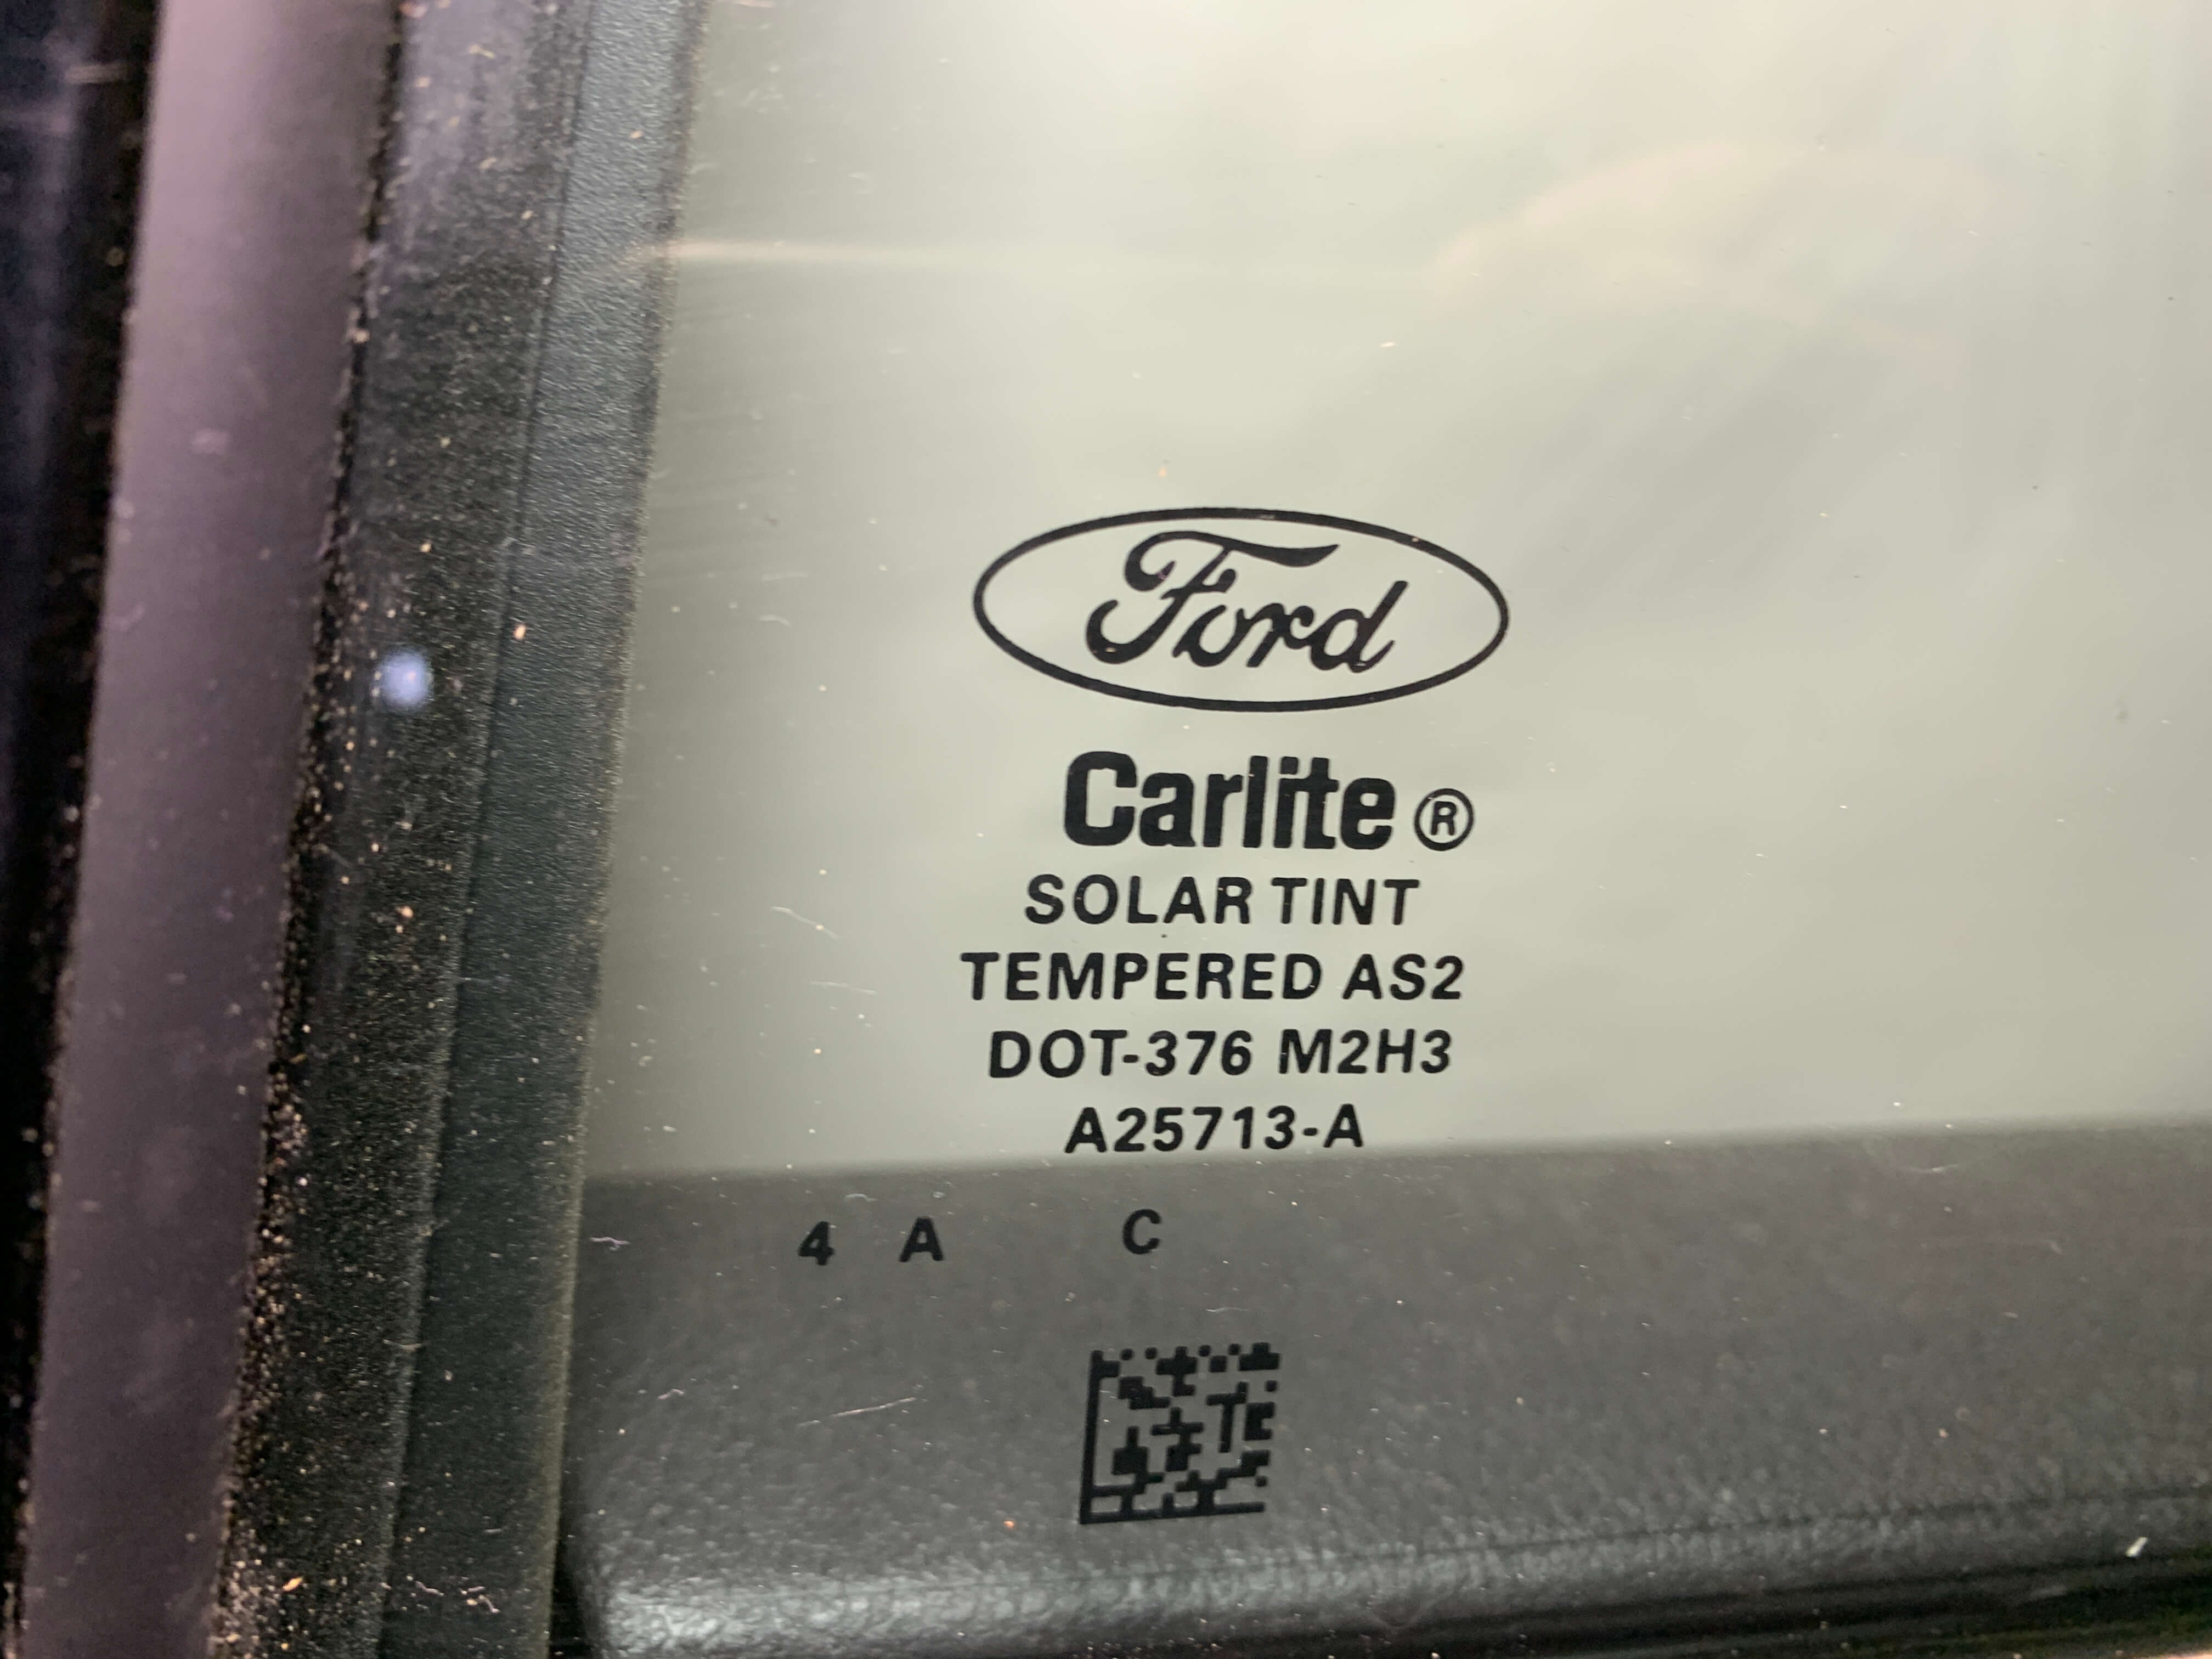 Ford
Carlite®
SOLAR TINT
TEMPERED AS2
DOT-376 M2H3
A25713-A
4 A C